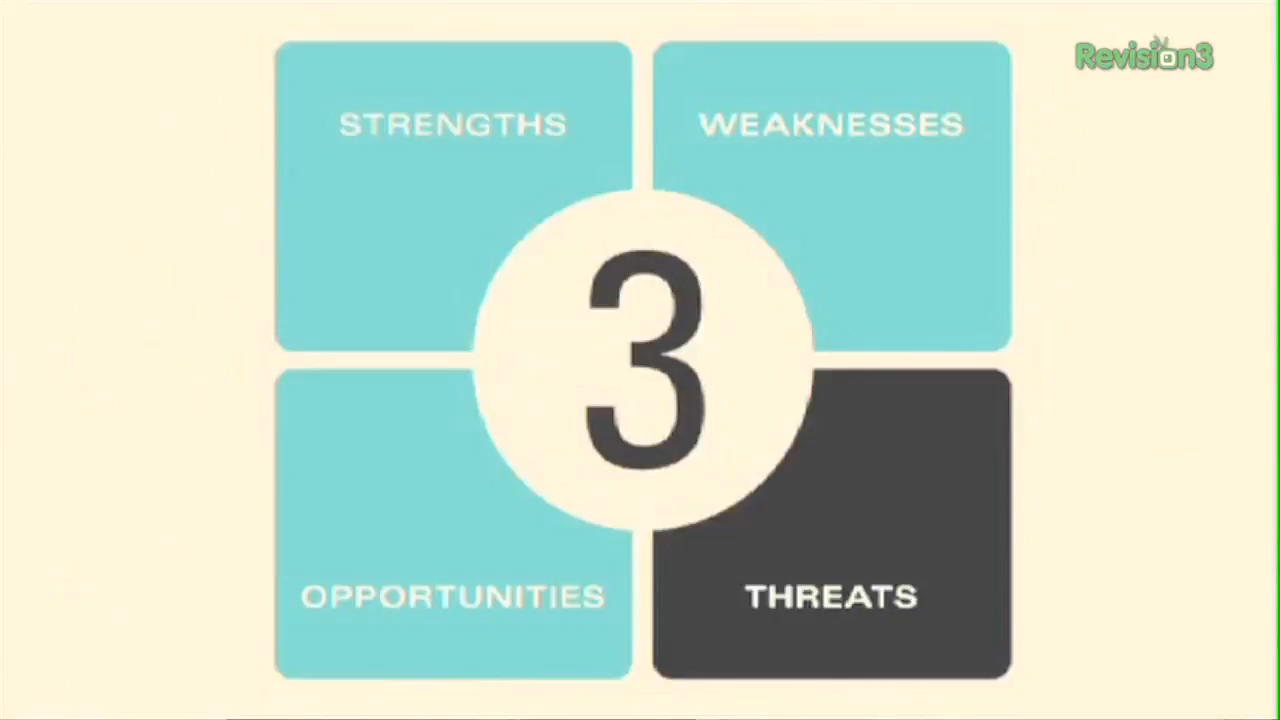 Revision3
STRENGTHS
WEAKNESSES
3
OPPORTUNITIES
THREATS